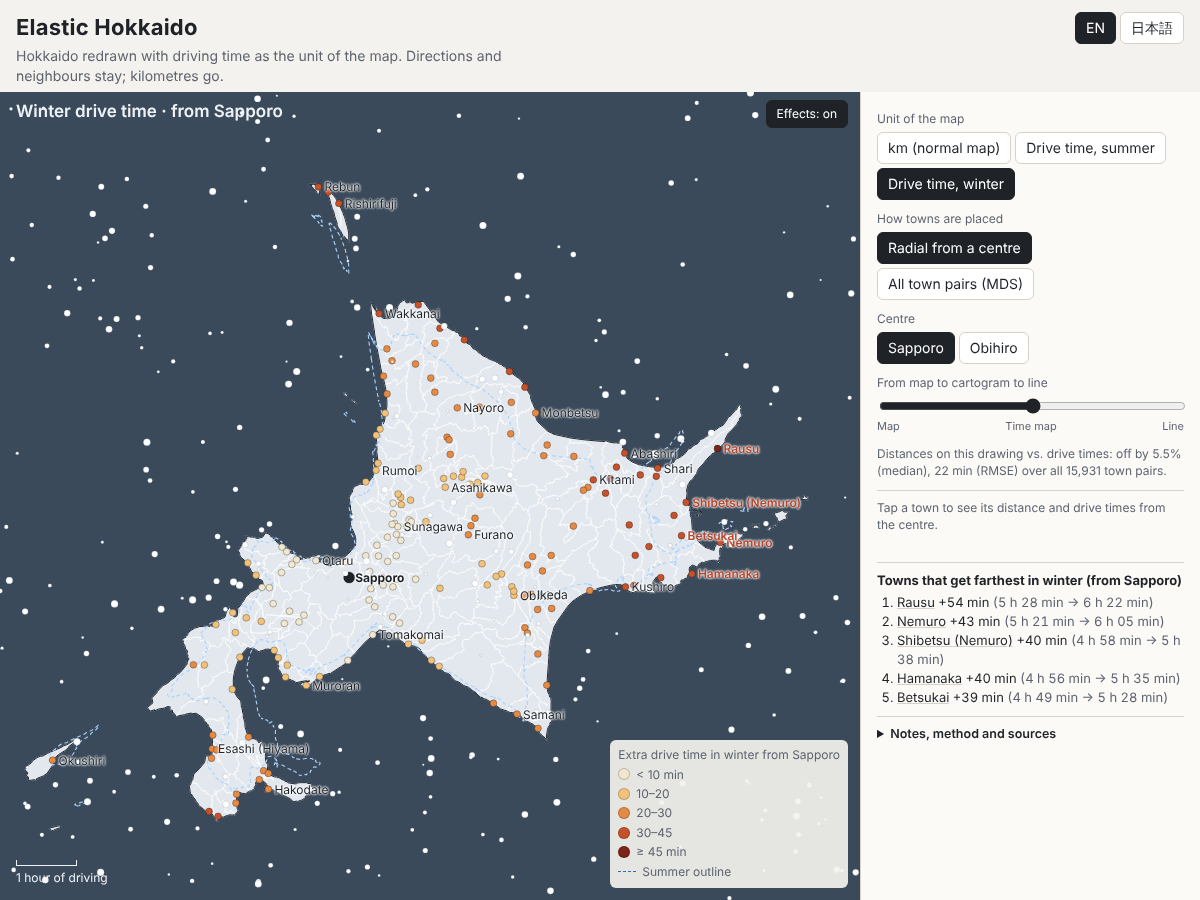 Elastic Hokkaido
EN
日本語
Hokkaido redrawn with driving time as the unit of the map. Directions and
neighbours stay; kilometres go.
Winter drive time · from Sapporo
Effects: on
Rebun
Rishirifuji
Wakkanai
Nayoro
Monbetsu
Rausu
Abashiri
Shari
Rumoi
Kitami
Asahikawa
Shibetsu (Nemuro)
Sunagawa
Furano
Betsukai
Nemuro
Otaru
Sapporo
Hamanaka
Kushiro
Ikeda
Tomakomai
Muroran
Samani
Esashi (Hiyama)
Okushiri
Hakodate
1 hour of driving
Extra drive time in winter from Sapporo
< 10 min
10–20
20–30
30–45
≥ 45 min
Summer outline
Unit of the map
km (normal map)
Drive time, summer
Drive time, winter
How towns are placed
Radial from a centre
All town pairs (MDS)
Centre
Sapporo
Obihiro
From map to cartogram to line
Map
Time map
Line
Distances on this drawing vs. drive times: off by 5.5%
(median), 22 min (RMSE) over all 15,931 town pairs.
Tap a town to see its distance and drive times from
the centre.
Towns that get farthest in winter (from Sapporo)
1. Rausu +54 min (5 h 28 min → 6 h 22 min)
2. Nemuro +43 min (5 h 21 min → 6 h 05 min)
3. Shibetsu (Nemuro) +40 min (4 h 58 min → 5 h
38 min)
4. Hamanaka +40 min (4 h 56 min → 5 h 35 min)
5. Betsukai +39 min (4 h 49 min → 5 h 28 min)
Notes, method and sources